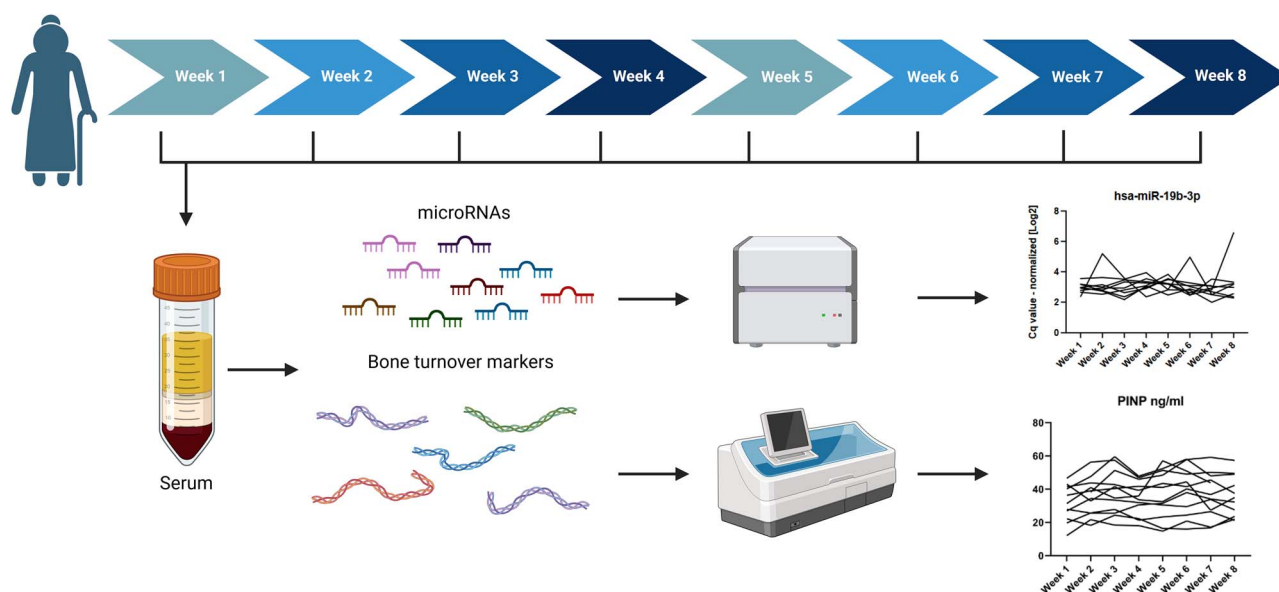 Week 1
Week 2
Week 3
Week 4
Week 5
Week 6
Week 7
Week 8
microRNAs
Bone turnover markers
Serum
hsa-miR-19b-3p
Cq value - normalized [Log2]
8
6
4
2
0
Week 1
Week 2
Week 3
Week 4
Week 5
Week 6
Week 7
Week 8
PINP ng/ml
80
60
40
20
0
Week 1
Week 2
Week 3
Week 4
Week 5
Week 6
Week 7
Week 8